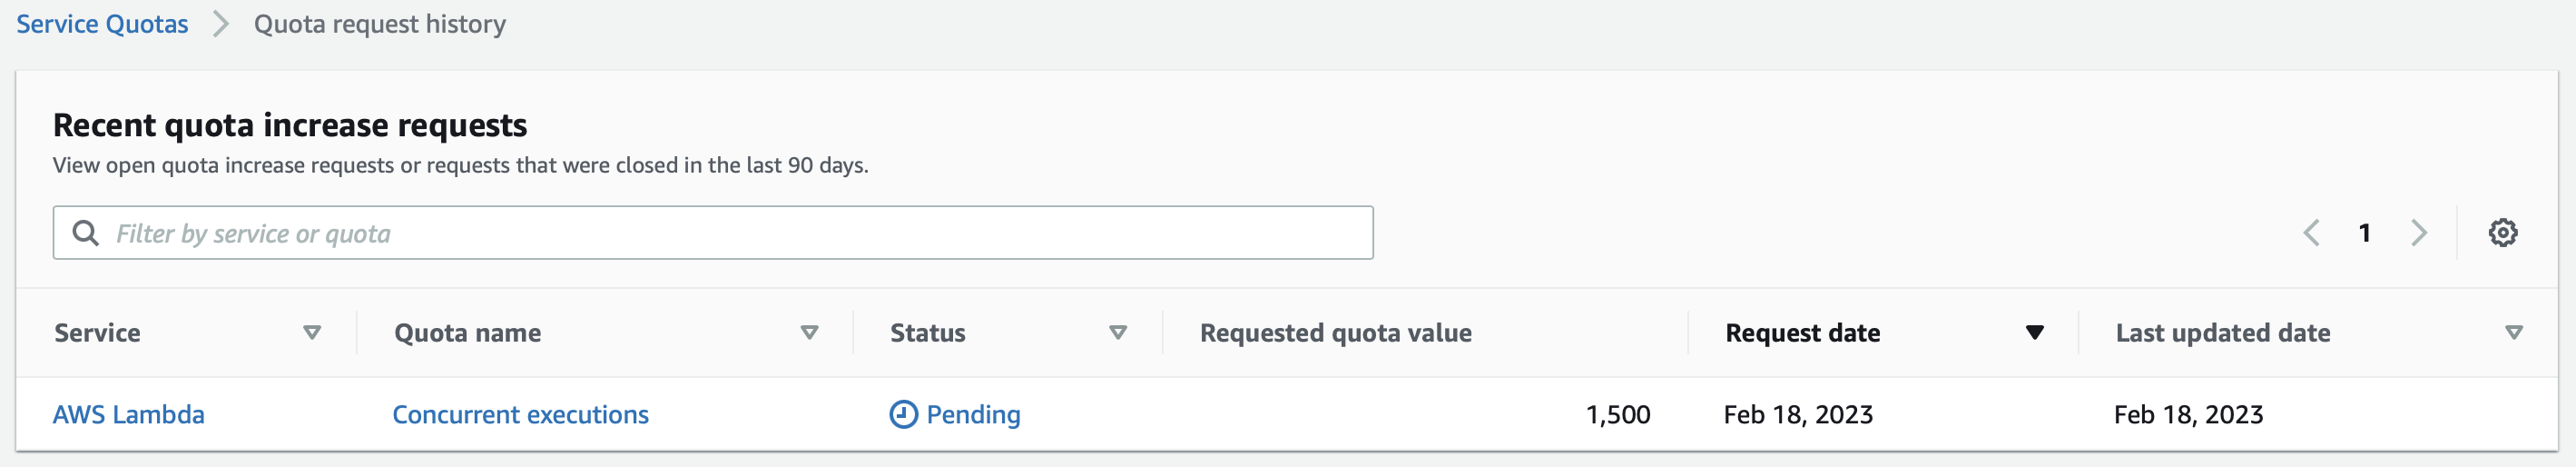 Service Quotas > Quota request history
Recent quota increase requests
View open quota increase requests or requests that were closed in the last 90 days.
Filter by service or quota
1
Service Quota name Status Requested quota value Request date Last updated date
AWS Lambda Concurrent executions Pending 1,500 Feb 18, 2023 Feb 18, 2023